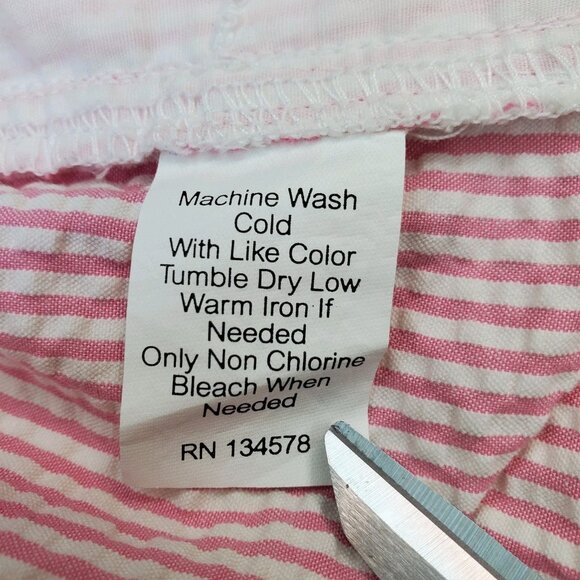 Machine Wash
Cold
With Like Color
Tumble Dry Low
Warm Iron If
Needed
Only Non Chlorine
Bleach When
Needed
RN 134578